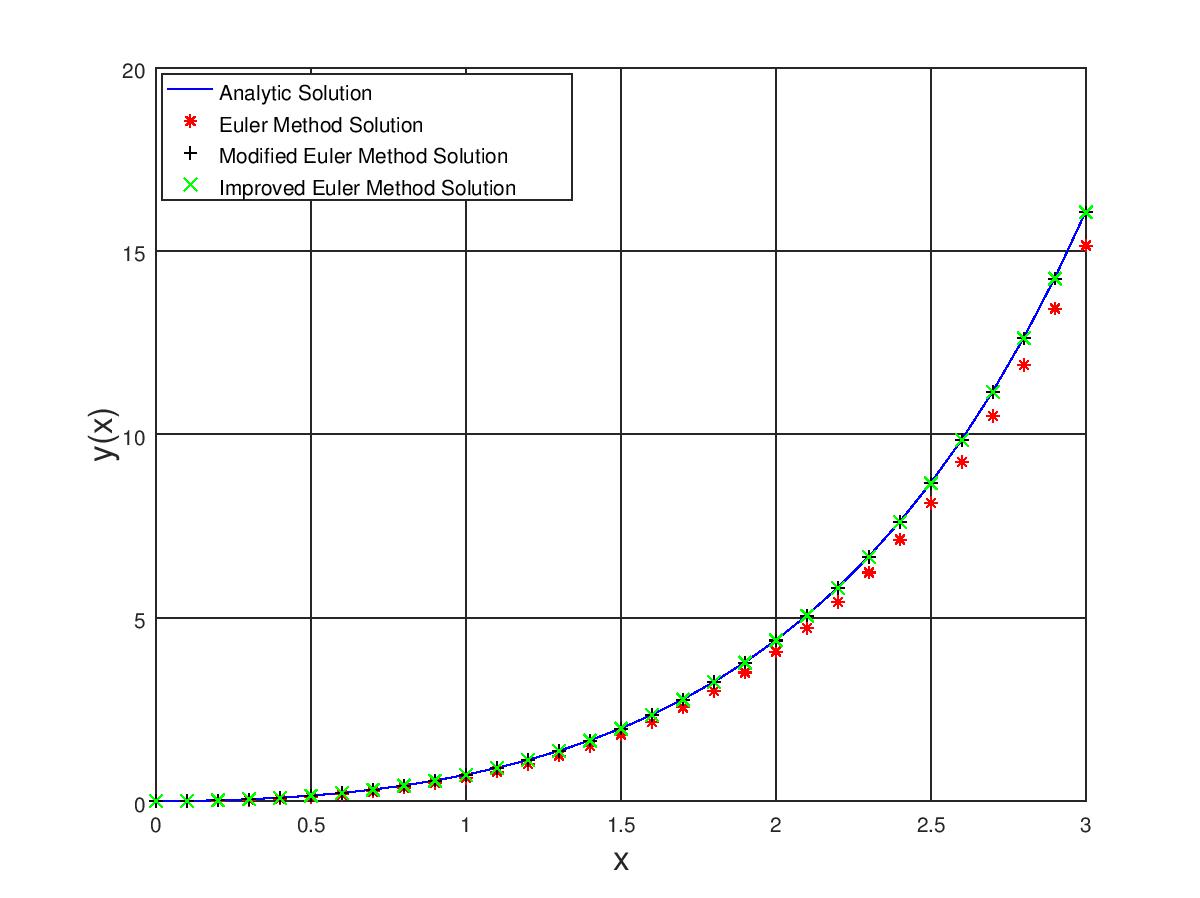 20
15
10
5
0
y(x)
Analytic Solution
Euler Method Solution
Modified Euler Method Solution
Improved Euler Method Solution
0 0.5 1 1.5 2 2.5 3
x